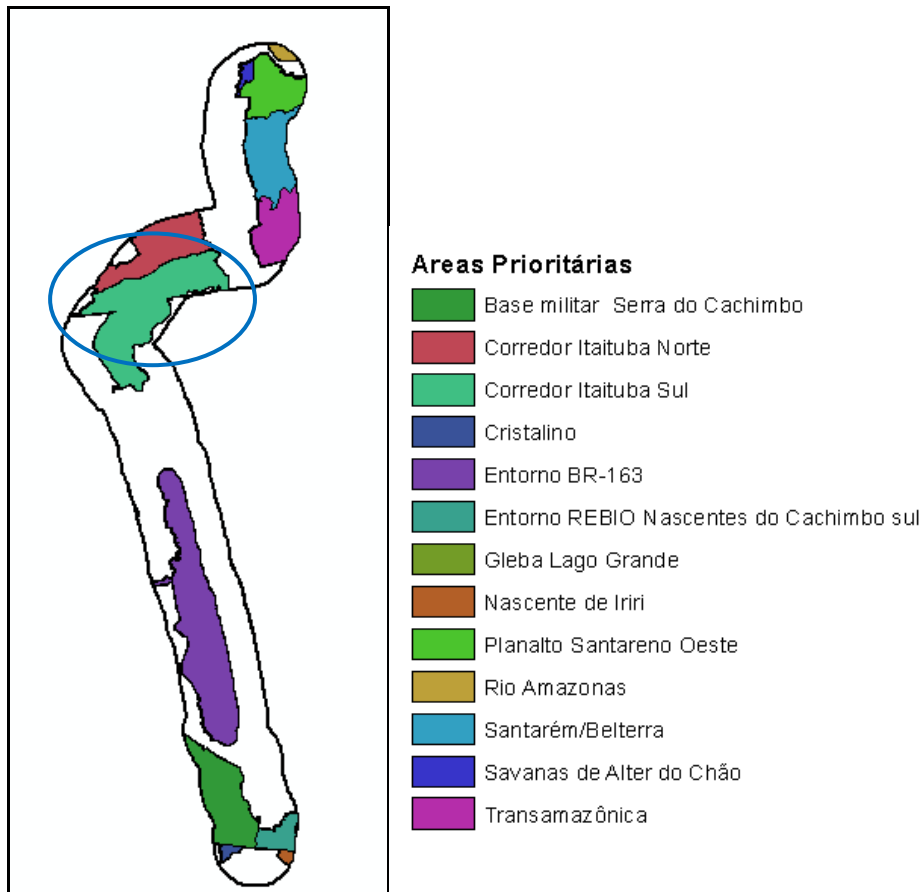 Areas Prioritárias
Base militar Serra do Cachimbo
Corredor Itaituba Norte
Corredor Itaituba Sul
Cristalino
Entorno BR-163
Entorno REBIO Nascentes do Cachimbo sul
Gleba Lago Grande
Nascente de Iriri
Planalto Santareno Oeste
Rio Amazonas
Santarém/Belterra
Savanas de Alter do Chão
Transamazônica